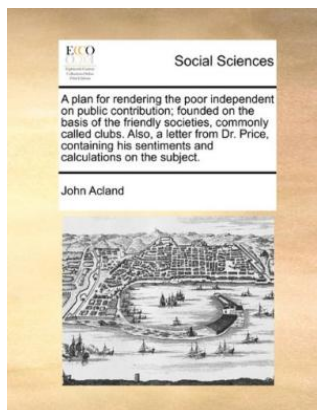 ECCO
Social Sciences
A plan for rendering the poor independent
on public contribution; founded on the
basis of the friendly societies, commonly
called clubs. Also, a letter from Dr. Price,
containing his sentiments and
calculations on the subject.
John Acland